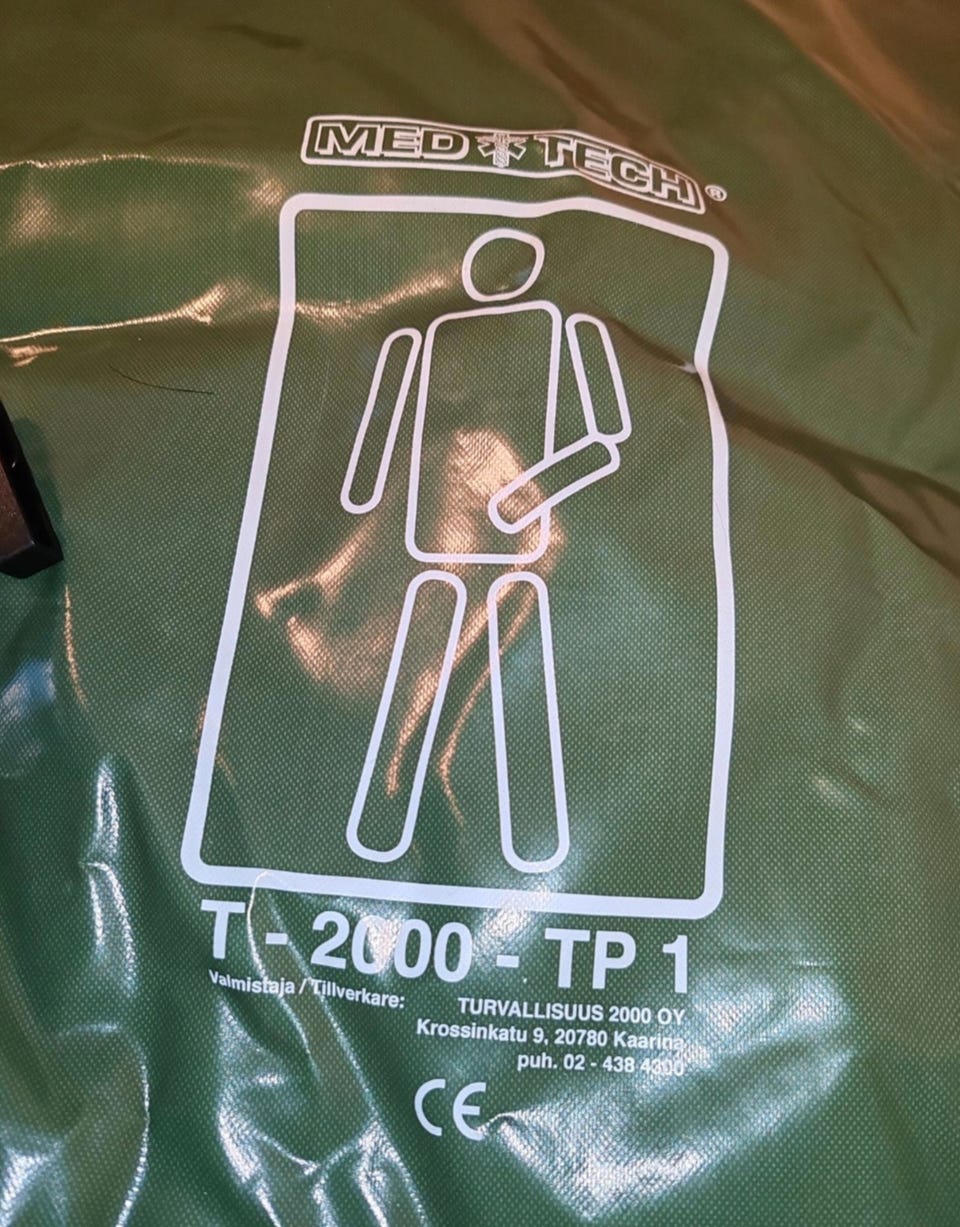 MED TECH®
T - 2000 - TP 1
Valmistaja / Tillverkare:
TURVALLISUUS 2000 OY
Krossinkatu 9, 20780 Kaarina
puh. 02 - 438 4300
CE